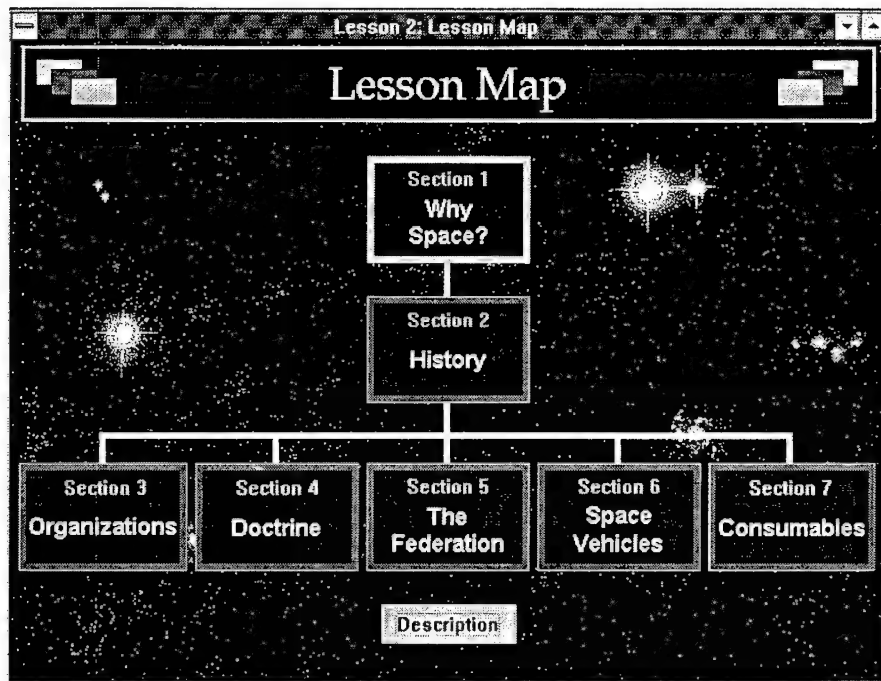 Lesson 2: Lesson Map
Lesson Map
Section 1
Why
Space?
Section 2
History
Section 3
Organizations
Section 4
Doctrine
Section 5
The
Federation
Section 6
Space
Vehicles
Section 7
Consumables
Description